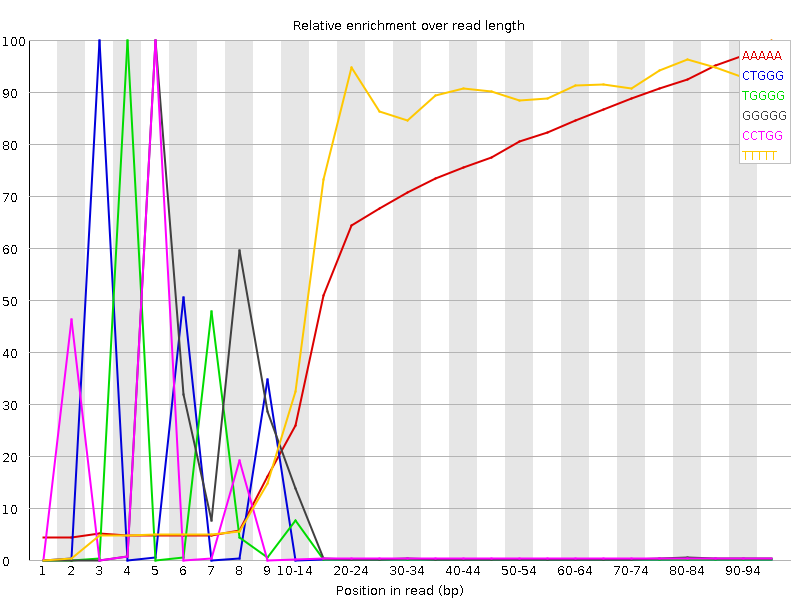 Relative enrichment over read length
100
90
80
70
60
50
40
30
20
10
0
AAAAA
CTGGG
TGGGG
GGGGG
CCTGG
TTTTT
1 2 3 4 5 6 7 8 9 10-14 20-24 30-34 40-44 50-54 60-64 70-74 80-84 90-94
Position in read (bp)